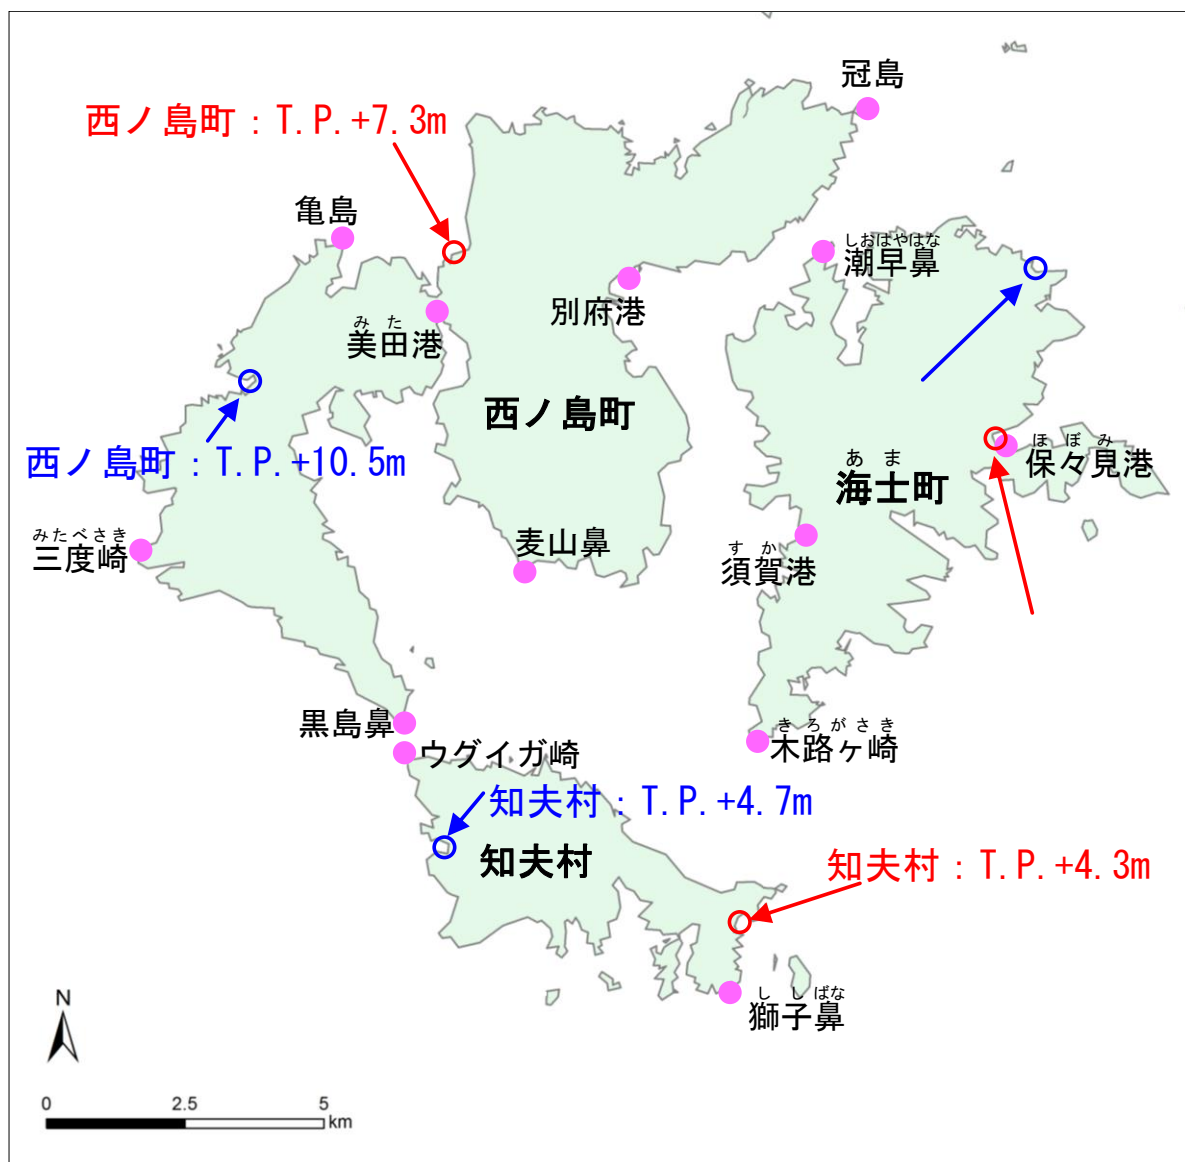 冠島
西ノ島町：T.P.+7.3m
亀島
しおはやはな
潮早鼻
別府港
みた
美田港
西ノ島町
西ノ島町：T.P.+10.5m
ほぼみ
保々見港
あま
海士町
みたべさき
三度崎
麦山鼻
すか
須賀港
黒島鼻
きろがさき
木路ヶ崎
ウグイガ崎
知夫村：T.P.+4.7m
知夫村
知夫村：T.P.+4.3m
ししばな
獅子鼻
N
0 2.5 5
km